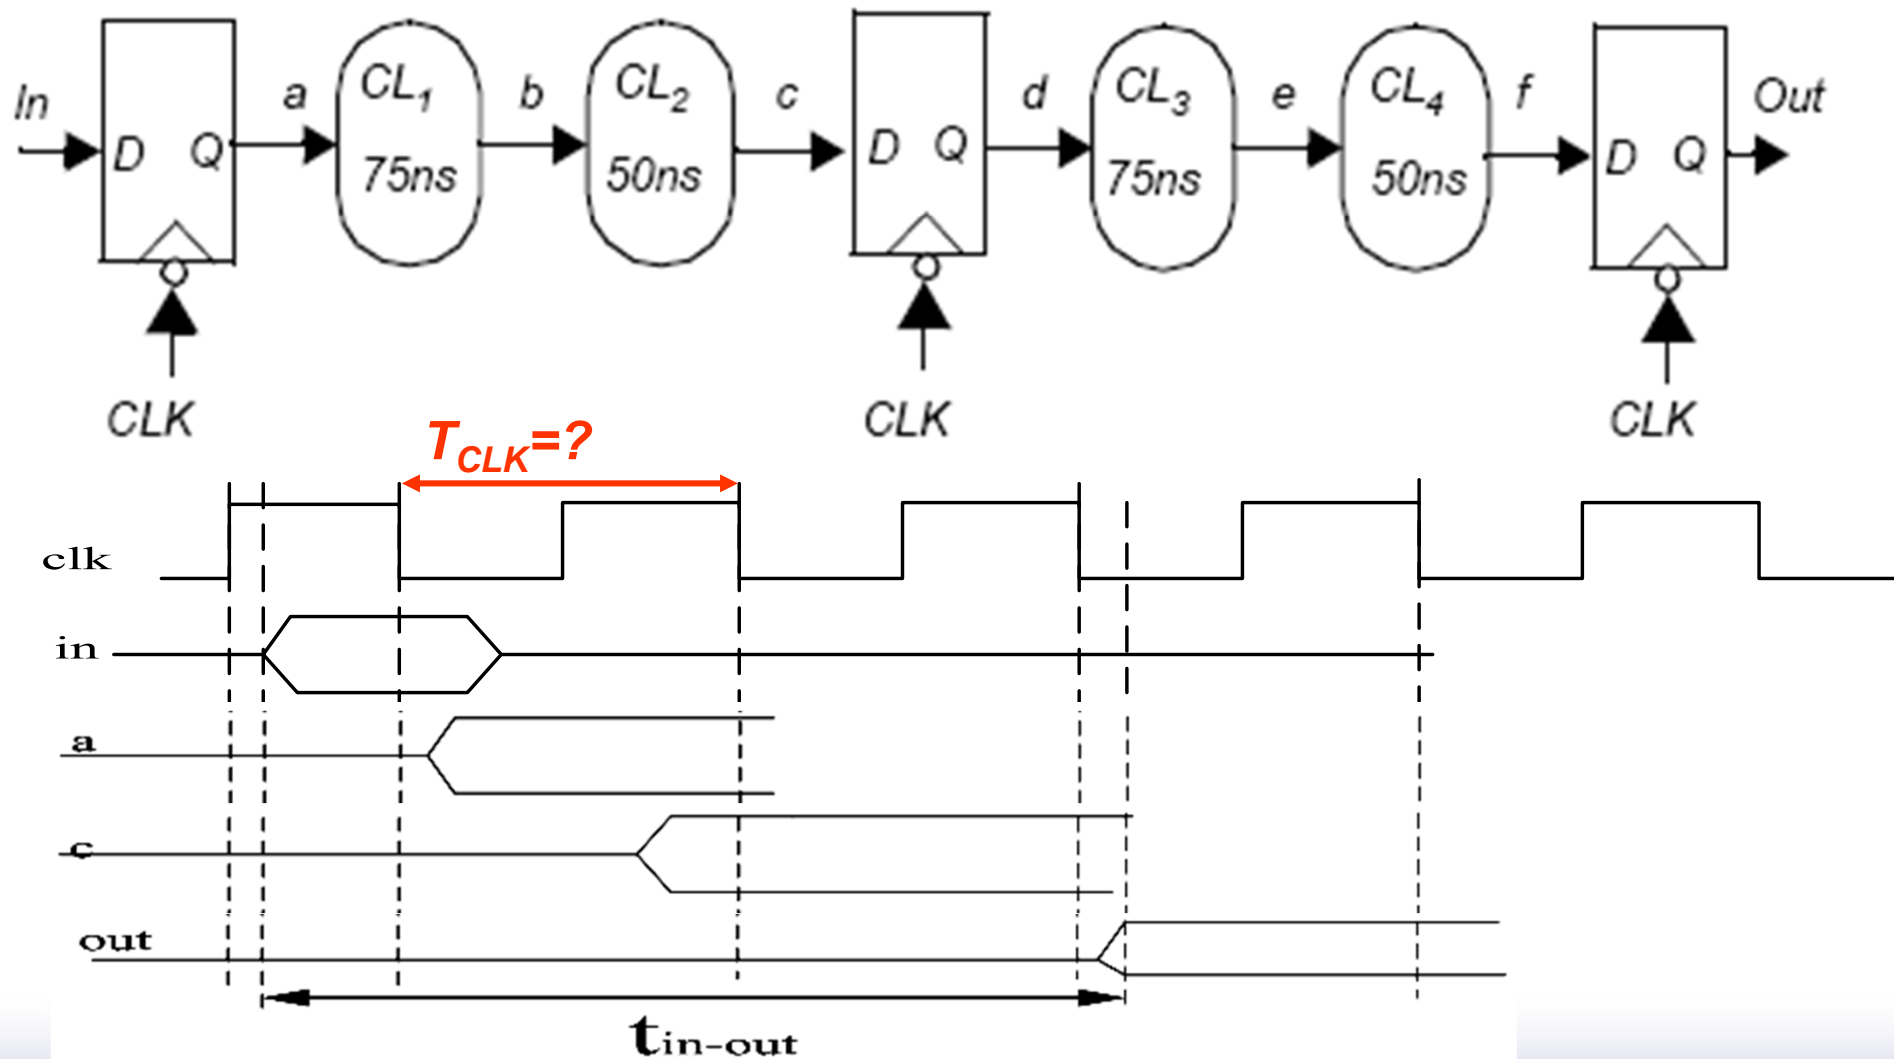 In
D Q
a
CL1
75ns
b
CL2
50ns
c
D Q
d
CL3
75ns
e
CL4
50ns
f
D Q
Out
CLK
CLK
CLK
TCLK=?
clk
in
a
c
out
tin-out